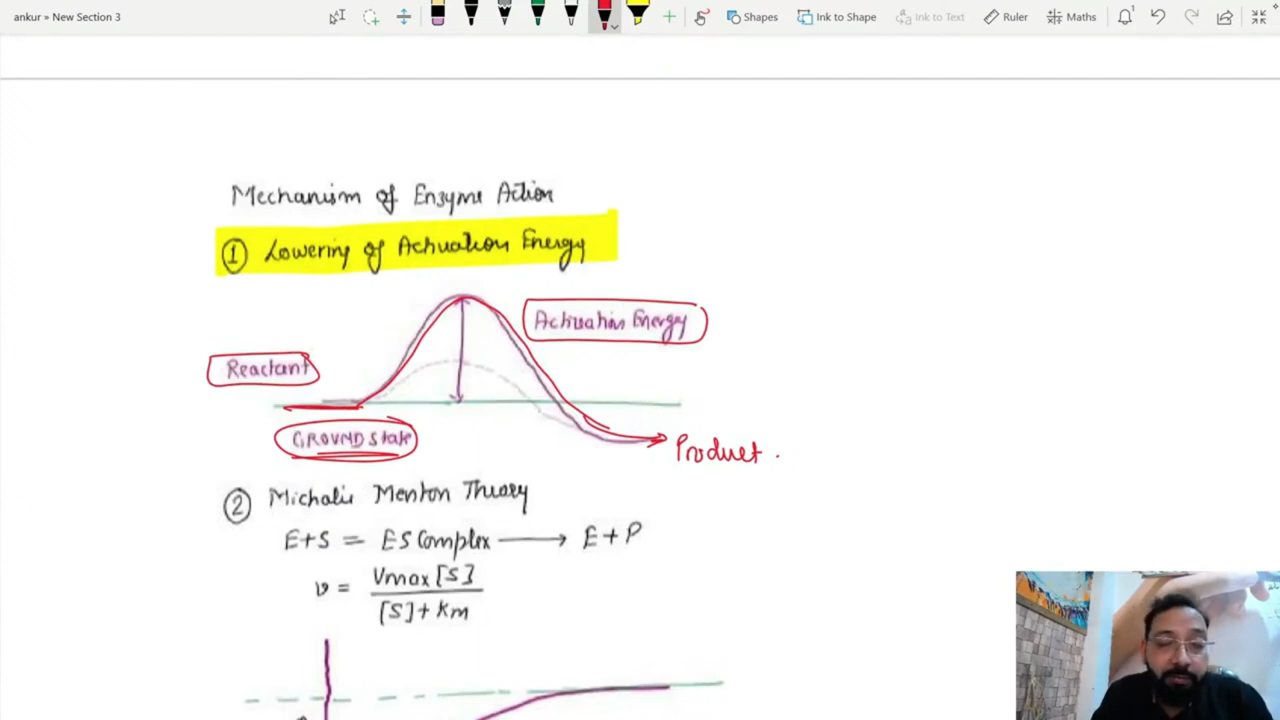 ankur » New Section 3
Shapes
Ink to Shape
Ink to Text
Ruler
Maths
Mechanism of Enzyme Action
① Lowering of Activation Energy
Activation Energy
Reactant
GROUND State
Product .
② Michalis Menton Theory
E+S = ES Complex → E+P
v = Vmax [S]
[S] + Km